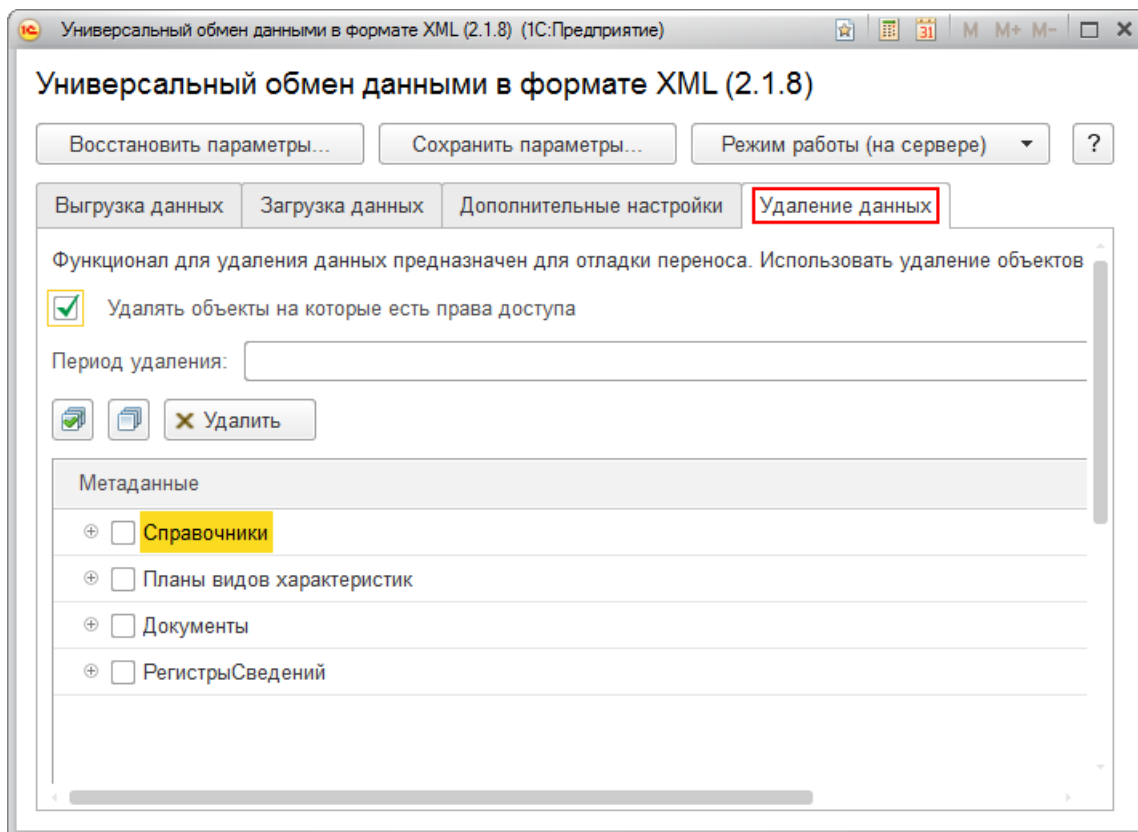 1С Универсальный обмен данными в формате XML (2.1.8) (1С:Предприятие) 31 M M+ M-
Универсальный обмен данными в формате XML (2.1.8)
Восстановить параметры... Сохранить параметры... Режим работы (на сервере) ?
Выгрузка данных Загрузка данных Дополнительные настройки Удаление данных
Функционал для удаления данных предназначен для отладки переноса. Использовать удаление объектов
Удалять объекты на которые есть права доступа
Период удаления:
Удалить
Метаданные
Справочники
Планы видов характеристик
Документы
РегистрыСведений